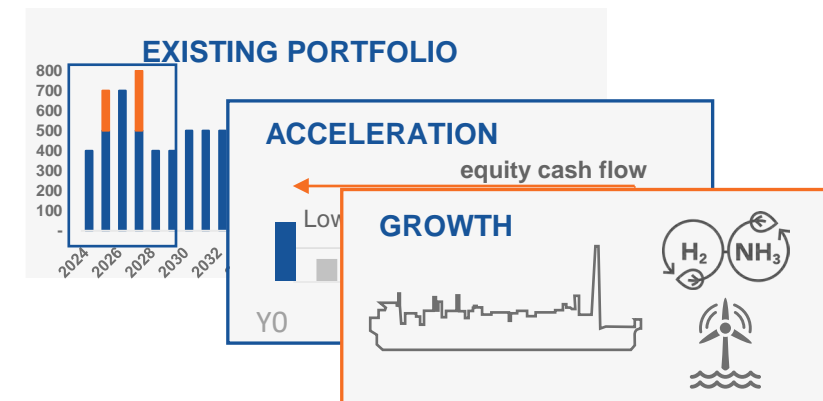 EXISTING PORTFOLIO
800
700
600
500
400
300
200
100
-
2024
2026
2028
2030
2032
ACCELERATION
equity cash flow
Low
Y0
GROWTH
H₂
NH₃